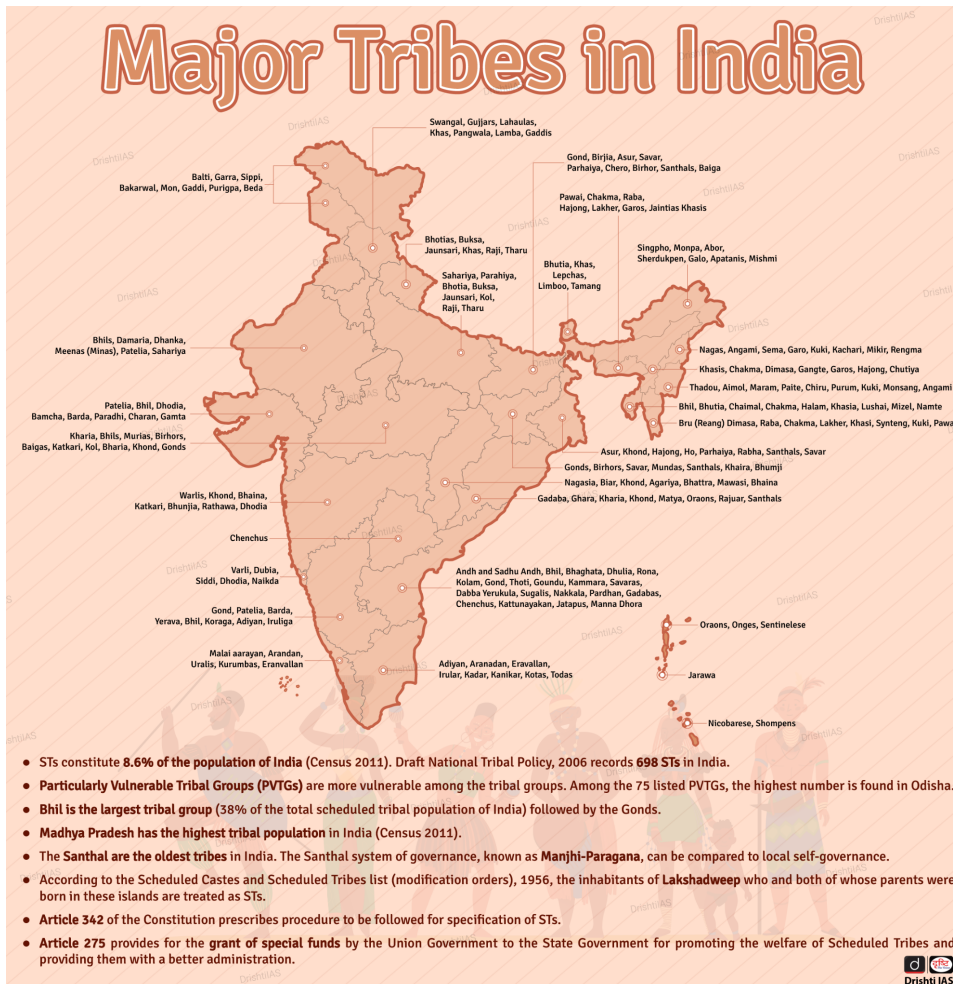 Major Tribes in India
Swangal, Gujjars, Lahaulas,
Khas, Pangwala, Lamba, Gaddis
Gond, Birjia, Asur, Savar,
Parhaiya, Chero, Birhor, Santhals, Baiga
Balti, Garra, Sippi,
Bakarwal, Mon, Gaddi, Purigpa, Beda
Pawai, Chakma, Raba,
Hajong, Lakher, Garos, Jaintias Khasis
Bhotias, Buksa,
Jaunsari, Khas, Raji, Tharu
Singpho, Monpa, Abor,
Sherdukpen, Galo, Apatanis, Mishmi
Bhutia, Khas,
Lepchas,
Limboo, Tamang
Sahariya, Parahiya,
Bhotia, Buksa,
Jaunsari, Kol,
Raji, Tharu
Bhils, Damaria, Dhanka,
Meenas (Minas), Patelia, Sahariya
Nagas, Angami, Sema, Garo, Kuki, Kachari, Mikir, Rengma
Khasis, Chakma, Dimasa, Gangte, Garos, Hajong, Chutiya
Thadou, Aimol, Maram, Paite, Chiru, Purum, Kuki, Monsang, Angami
Patelia, Bhil, Dhodia,
Bamcha, Barda, Paradhi, Charan, Gamta
Bhil, Bhutia, Chaimal, Chakma, Halam, Khasia, Lushai, Mizel, Namte
Bru (Reang) Dimasa, Raba, Chakma, Lakher, Khasi, Synteng, Kuki, Pawa
Kharia, Bhils, Murias, Birhors,
Baigas, Katkari, Kol, Bharia, Khond, Gonds
Asur, Khond, Hajong, Ho, Parhaiya, Rabha, Santhals, Savar
Gonds, Birhors, Savar, Mundas, Santhals, Khaira, Bhumji
Nagasia, Biar, Khond, Agariya, Bhattra, Mawasi, Bhaina
Gadaba, Ghara, Kharia, Khond, Matya, Oraons, Rajuar, Santhals
Warlis, Khond, Bhaina,
Katkari, Bhunjia, Rathawa, Dhodia
Chenchus
Varli, Dubia,
Siddi, Dhodia, Naikda
Andh and Sadhu Andh, Bhil, Bhaghata, Dhulia, Rona,
Kolam, Gond, Thoti, Goundu, Kammara, Savaras,
Dabba Yerukula, Sugalis, Nakkala, Pardhan, Gadabas,
Chenchus, Kattunayakan, Jatapus, Manna Dhora
Gond, Patelia, Barda,
Yerava, Bhil, Koraga, Adiyan, Iruliga
Oraons, Onges, Sentinelese
Malai aarayan, Arandan,
Uralis, Kurumbas, Eranvallan
Adiyan, Aranadan, Eravallan,
Irular, Kadar, Kanikar, Kotas, Todas
Jarawa
Nicobarese, Shompens
• STs constitute 8.6% of the population of India (Census 2011). Draft National Tribal Policy, 2006 records 698 STs in India.
• Particularly Vulnerable Tribal Groups (PVTGs) are more vulnerable among the tribal groups. Among the 75 listed PVTGs, the highest number is found in Odisha.
• Bhil is the largest tribal group (38% of the total scheduled tribal population of India) followed by the Gonds.
• Madhya Pradesh has the highest tribal population in India (Census 2011).
• The Santhal are the oldest tribes in India. The Santhal system of governance, known as Manjhi-Paragana, can be compared to local self-governance.
• According to the Scheduled Castes and Scheduled Tribes list (modification orders), 1956, the inhabitants of Lakshadweep who and both of whose parents were
born in these islands are treated as STs.
• Article 342 of the Constitution prescribes procedure to be followed for specification of STs.
• Article 275 provides for the grant of special funds by the Union Government to the State Government for promoting the welfare of Scheduled Tribes and
providing them with a better administration.
d दृष्टि
Drishti IAS